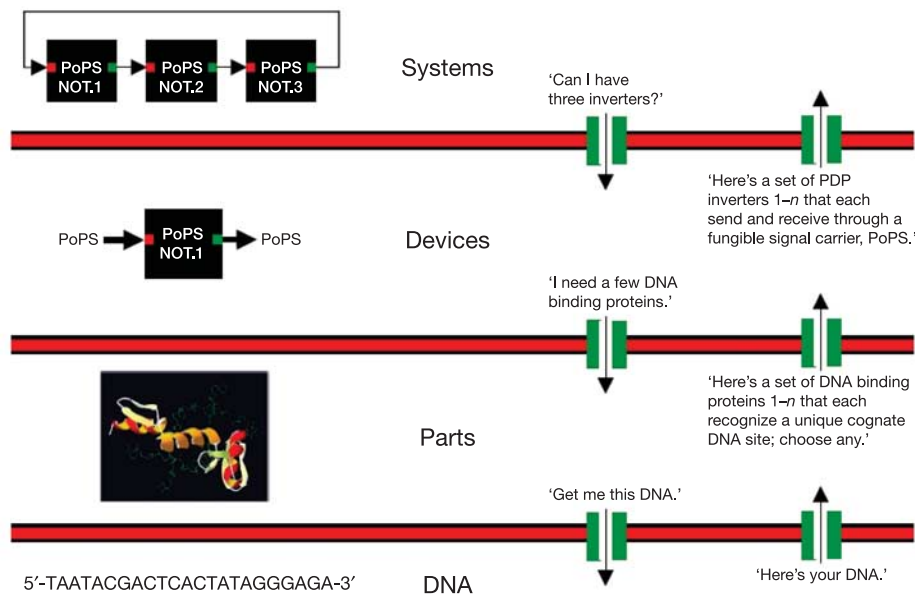 PoPS
NOT.1
PoPS
NOT.2
PoPS
NOT.3
Systems
‘Can I have
three inverters?’
‘Here’s a set of PDP
inverters 1–n that each
send and receive through a
fungible signal carrier, PoPS.’
PoPS
PoPS
NOT.1
PoPS
Devices
‘I need a few DNA
binding proteins.’
‘Here’s a set of DNA binding
proteins 1–n that each
recognize a unique cognate
DNA site; choose any.’
Parts
‘Get me this DNA.’
5′-TAATACGACTCACTATAGGGAGA-3′
DNA
‘Here’s your DNA.’